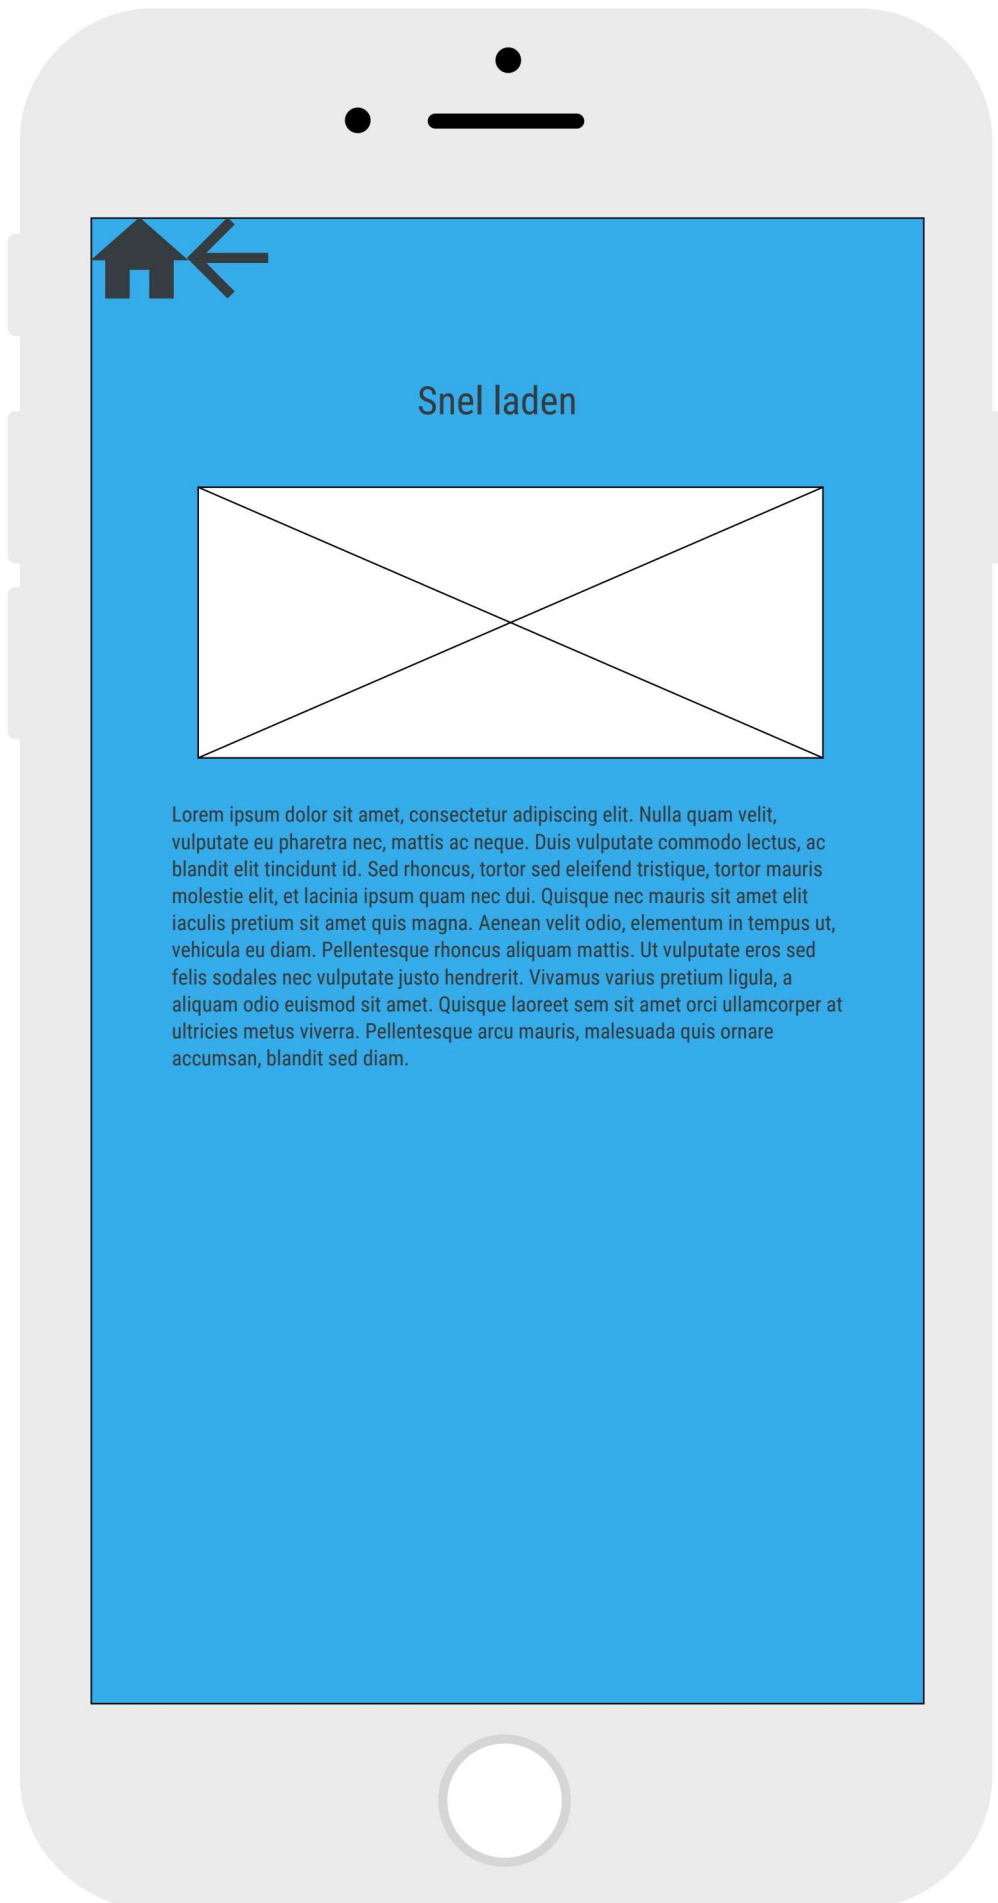 Snel laden
Lorem ipsum dolor sit amet, consectetur adipiscing elit. Nulla quam velit,
vulputate eu pharetra nec, mattis ac neque. Duis vulputate commodo lectus, ac
blandit elit tincidunt id. Sed rhoncus, tortor sed eleifend tristique, tortor mauris
molestie elit, et lacinia ipsum quam nec dui. Quisque nec mauris sit amet elit
iaculis pretium sit amet quis magna. Aenean velit odio, elementum in tempus ut,
vehicula eu diam. Pellentesque rhoncus aliquam mattis. Ut vulputate eros sed
felis sodales nec vulputate justo hendrerit. Vivamus varius pretium ligula, a
aliquam odio euismod sit amet. Quisque laoreet sem sit amet orci ullamcorper at
ultricies metus viverra. Pellentesque arcu mauris, malesuada quis ornare
accumsan, blandit sed diam.